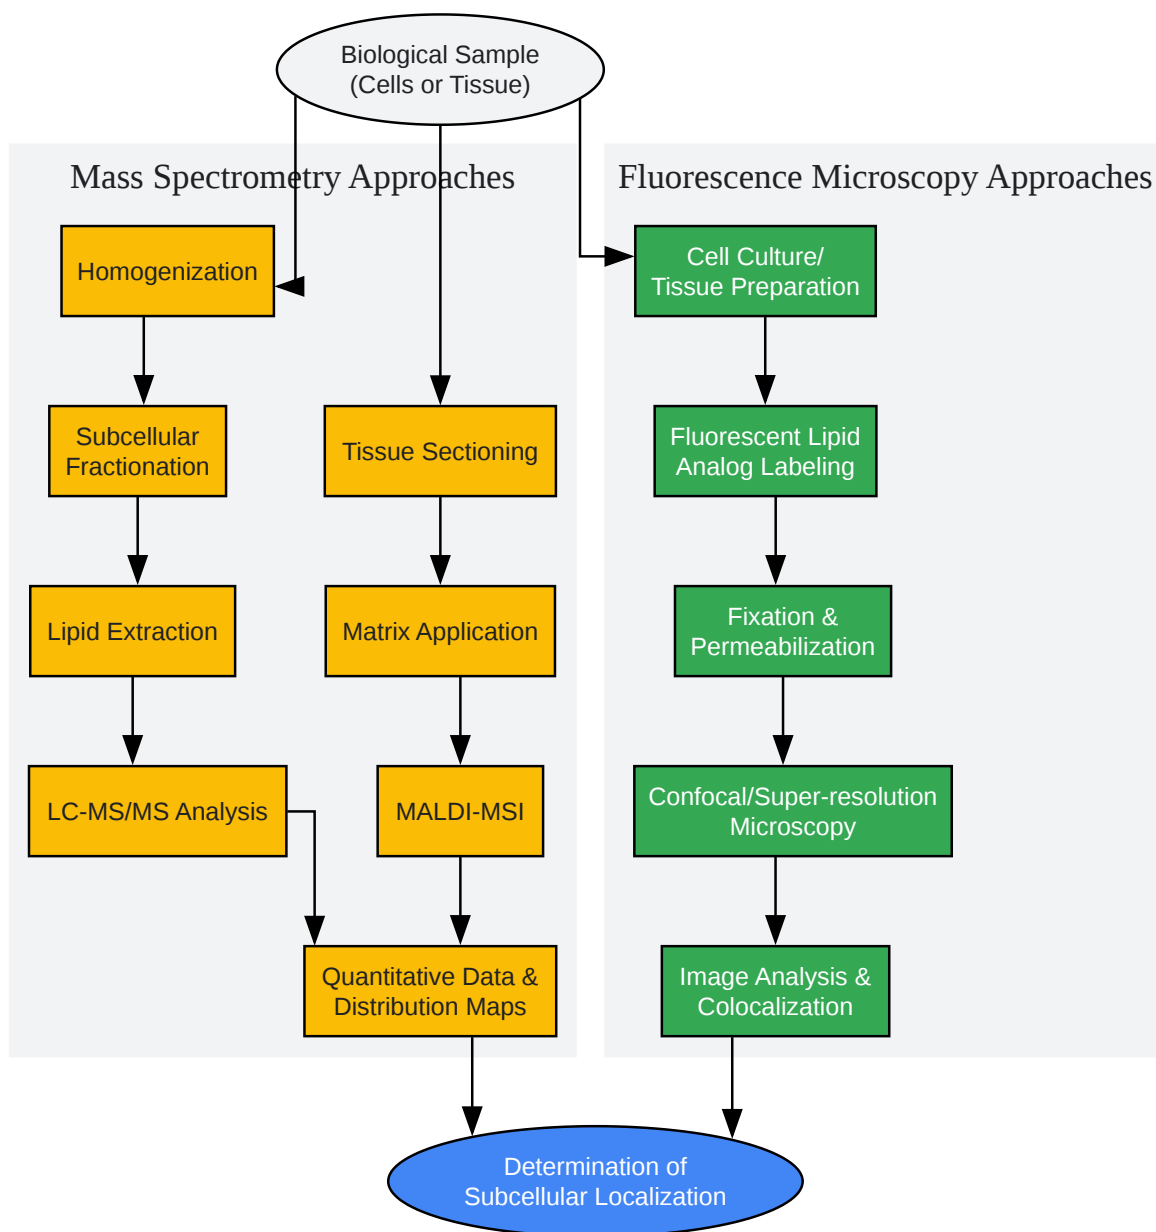 Biological Sample
(Cells or Tissue)
Mass Spectrometry Approaches
Fluorescence Microscopy Approaches
Homogenization
Cell Culture/
Tissue Preparation
Subcellular
Fractionation
Tissue Sectioning
Fluorescent Lipid
Analog Labeling
Lipid Extraction
Matrix Application
Fixation &
Permeabilization
LC-MS/MS Analysis
MALDI-MSI
Confocal/Super-resolution
Microscopy
Quantitative Data &
Distribution Maps
Image Analysis &
Colocalization
Determination of
Subcellular Localization